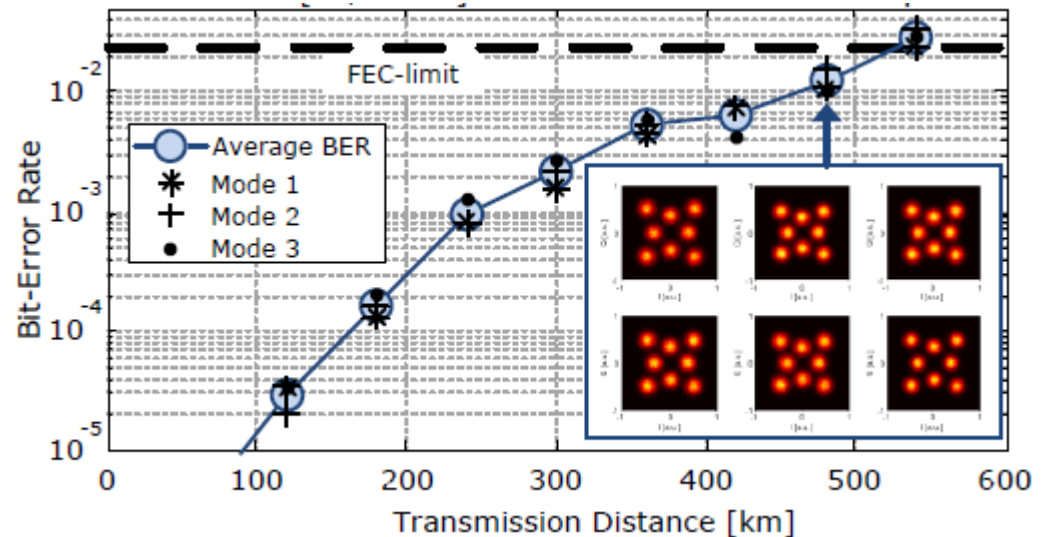 FEC-limit
Average BER
Mode 1
Mode 2
Mode 3
Bit-Error Rate
10^-2
10^-3
10^-4
10^-5
0
100
200
300
400
500
600
Transmission Distance [km]